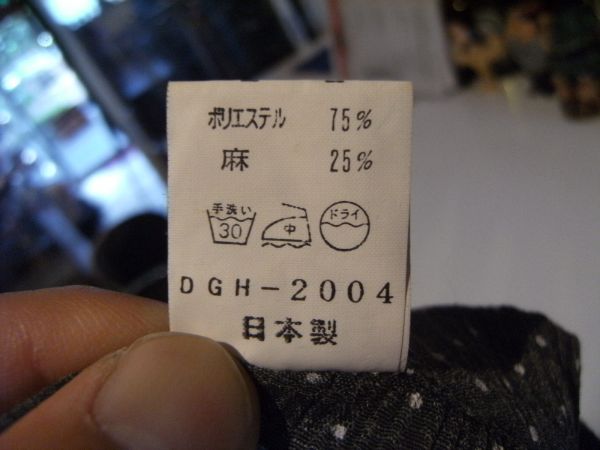 ポリエステル 75%
麻 25%
手洗い 30 中 ドライ
DGH-2004
日本製